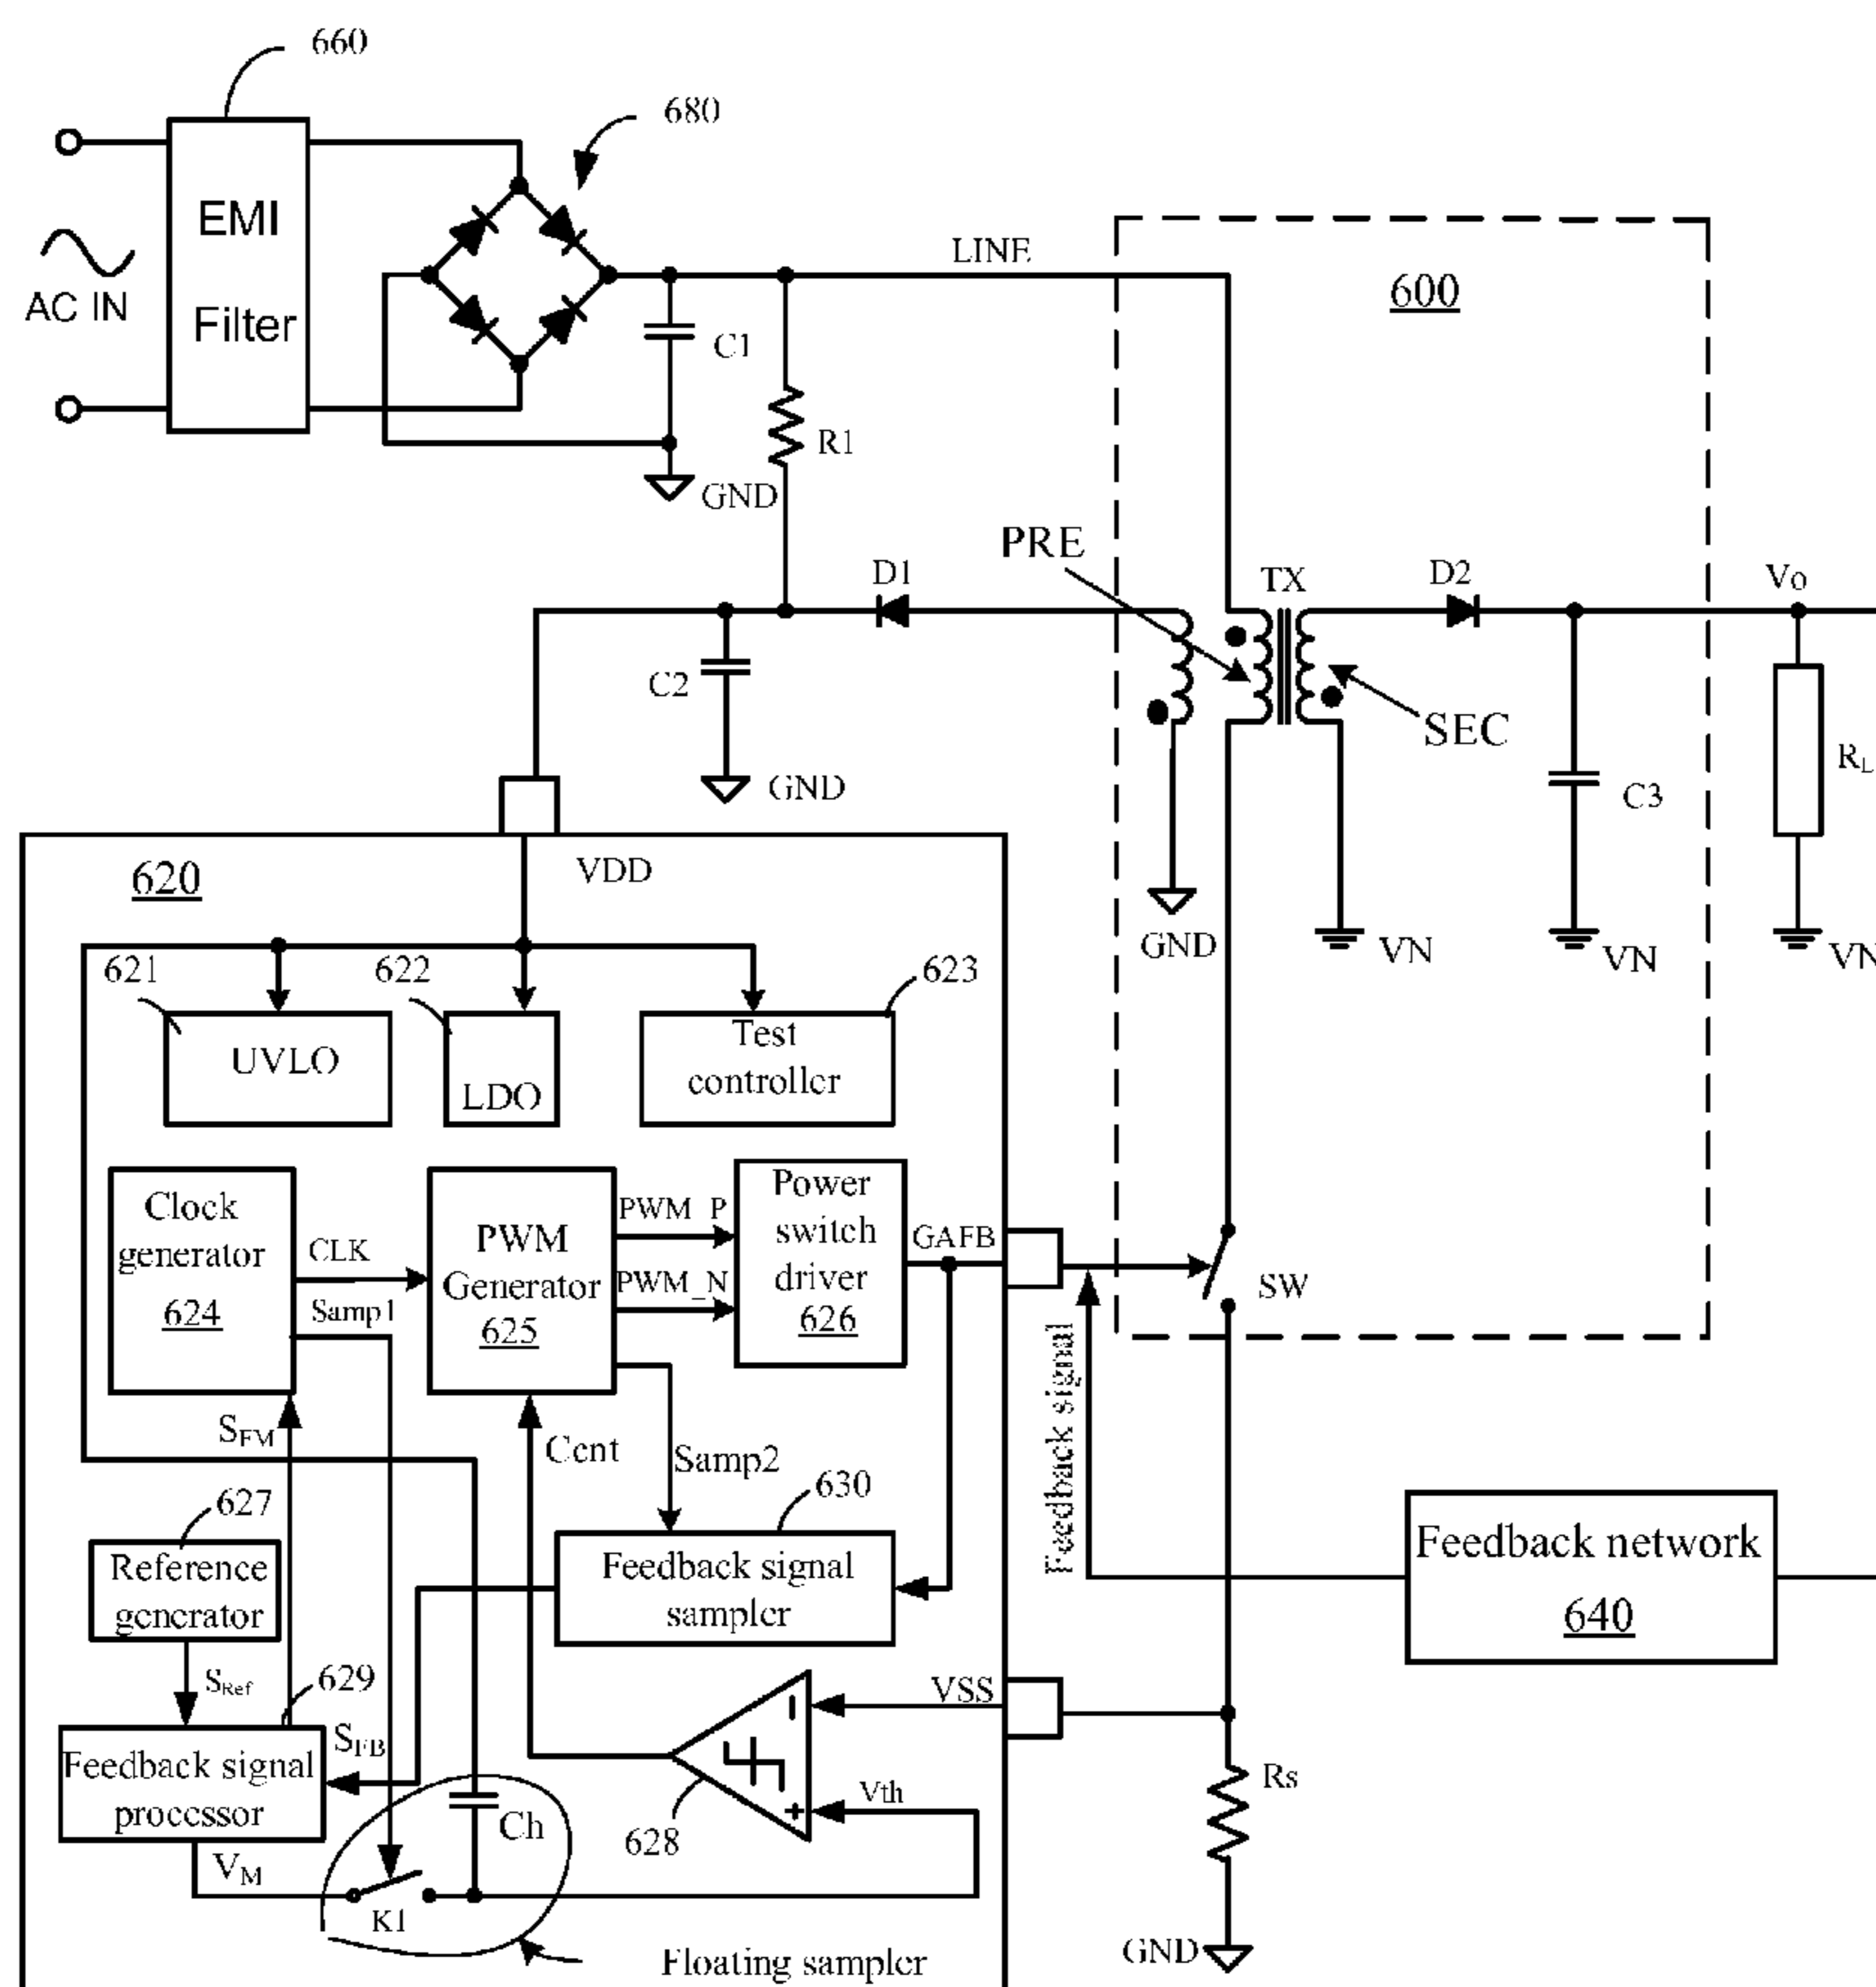 660
680
EMI
Filter
AC IN
LINE
600
C1
R1
GND
PRE
D1
TX
D2
Vo
C2
SEC
RL
C3
GND
VDD
620
GND
VN
VN
VN
621
622
623
UVLO
LDO
Test
controller
Clock
generator
624
CLK
Samp1
PWM
Generator
625
PWM_P
PWM_N
Power
switch
driver
626
GAFB
SW
Feedback signal
SFM
Ccnt
Samp2
630
627
Reference
generator
Feedback signal
sampler
Feedback network
640
SRef
629
SFB
VSS
Feedback signal
processor
Ch
628
Vth
Rs
VM
K1
GND
Floating sampler